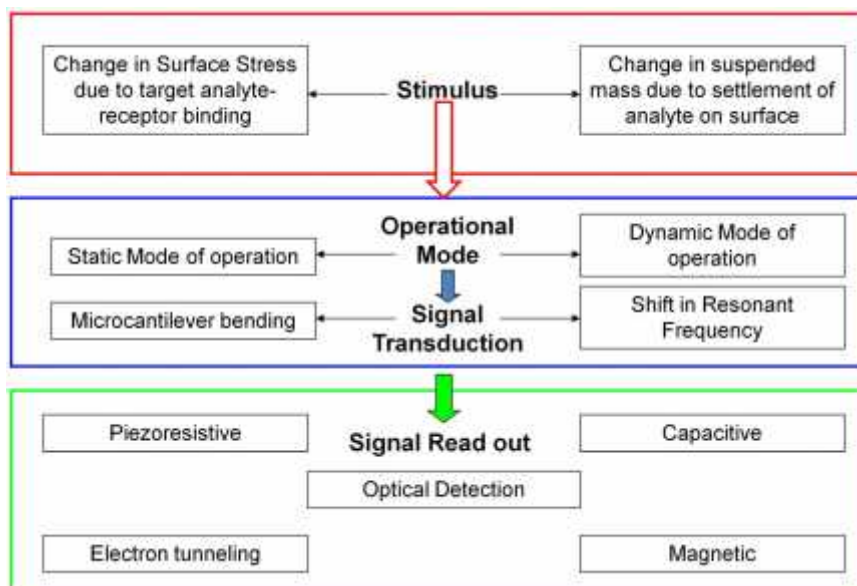 Change in Surface Stress
due to target analyte-
receptor binding
Stimulus
Change in suspended
mass due to settlement of
analyte on surface
Operational
Mode
Static Mode of operation
Dynamic Mode of
operation
Microcantilever bending
Signal
Transduction
Shift in Resonant
Frequency
Piezoresistive
Signal Read out
Capacitive
Optical Detection
Electron tunneling
Magnetic